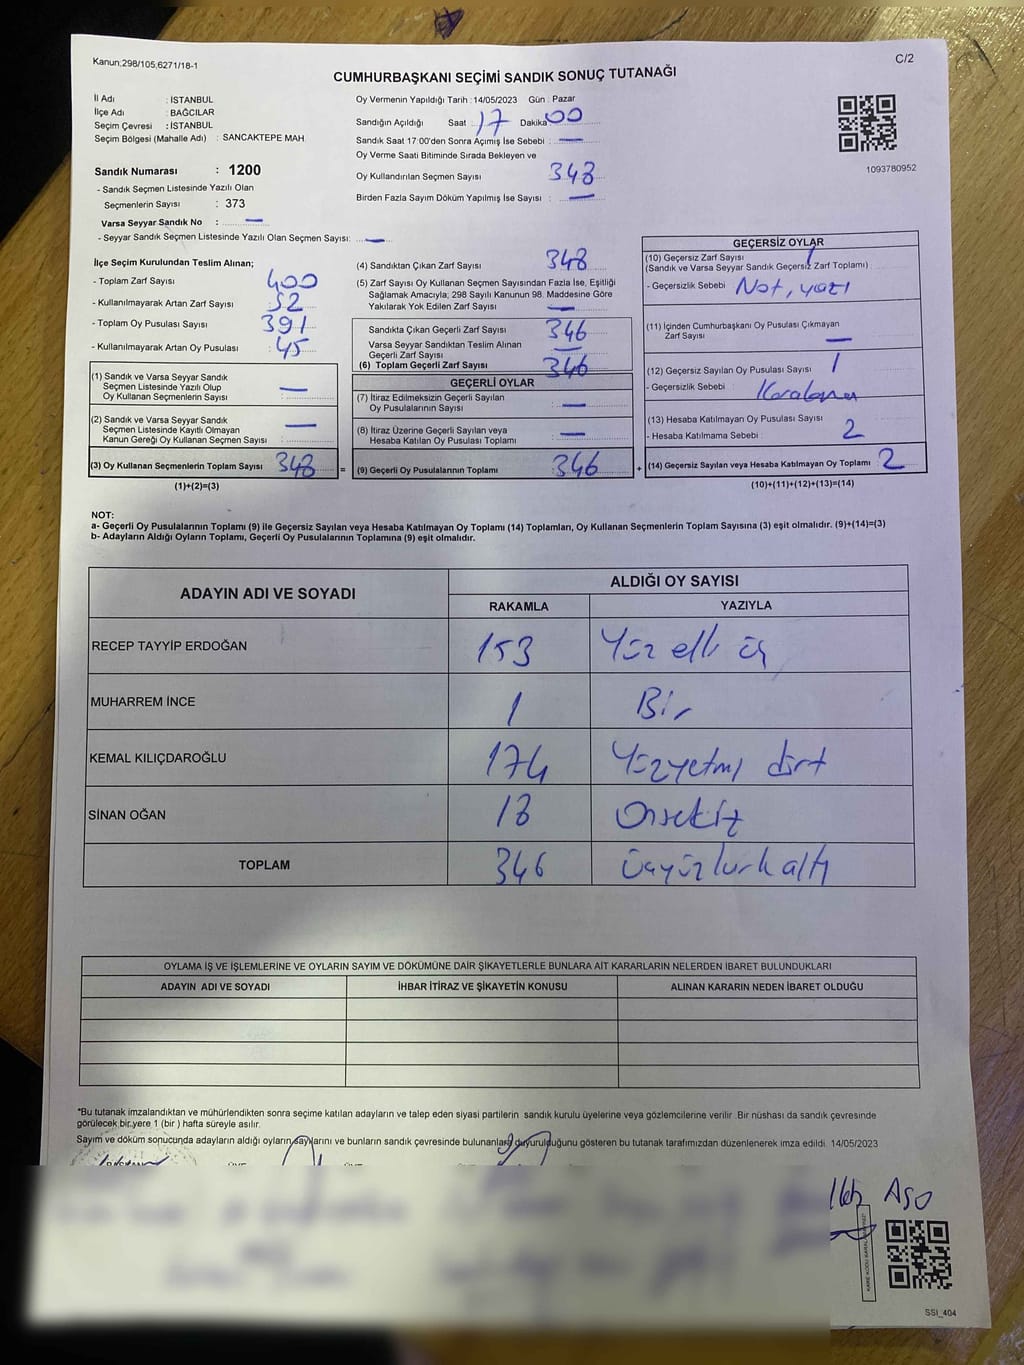 Kanun;298/105,6271/18-1
C/2
CUMHURBAŞKANI SEÇİMİ SANDIK SONUÇ TUTANAĞI
İl Adı : İSTANBUL
İlçe Adı : BAĞCILAR
Seçim Çevresi : İSTANBUL
Seçim Bölgesi (Mahalle Adı) : SANCAKTEPE MAH
Oy Vermenin Yapıldığı Tarih : 14/05/2023 Gün : Pazar
Sandığın Açıldığı Saat 17 Dakika 00
Sandık Saat 17:00'den Sonra Açımış İse Sebebi : —
Oy Verme Saati Bitiminde Sırada Bekleyen ve
Oy Kullandırılan Seçmen Sayısı 348
Birden Fazla Sayım Döküm Yapılmış İse Sayısı : —
1093780952
Sandık Numarası : 1200
- Sandık Seçmen Listesinde Yazılı Olan
Seçmenlerin Sayısı : 373
Varsa Seyyar Sandık No : —
- Seyyar Sandık Seçmen Listesinde Yazılı Olan Seçmen Sayısı: —
İlçe Seçim Kurulundan Teslim Alınan;
- Toplam Zarf Sayısı : 400
- Kullanılmayarak Artan Zarf Sayısı : 52
- Toplam Oy Pusulası Sayısı : 391
- Kullanılmayarak Artan Oy Pusulası : 45
(1) Sandık ve Varsa Seyyar Sandık
Seçmen Listesinde Yazılı Olup
Oy Kullanan Seçmenlerin Sayısı : —
(2) Sandık ve Varsa Seyyar Sandık
Seçmen Listesinde Kayıtlı Olmayan
Kanun Gereği Oy Kullanan Seçmen Sayısı : —
(3) Oy Kullanan Seçmenlerin Toplam Sayısı 348 =
(1)+(2)=(3)
(4) Sandıktan Çıkan Zarf Sayısı 348
(5) Zarf Sayısı Oy Kullanan Seçmen Sayısından Fazla İse, Eşitliği
Sağlamak Amacıyla; 298 Sayılı Kanunun 98. Maddesine Göre
Yakılarak Yok Edilen Zarf Sayısı —
Sandıkta Çıkan Geçerli Zarf Sayısı 346
Varsa Seyyar Sandıktan Teslim Alınan
Geçerli Zarf Sayısı —
(6) Toplam Geçerli Zarf Sayısı 346
GEÇERLİ OYLAR
(7) İtiraz Edilmeksizin Geçerli Sayılan
Oy Pusulalarının Sayısı : —
(8) İtiraz Üzerine Geçerli Sayılan veya
Hesaba Katılan Oy Pusulası Toplamı : —
(9) Geçerli Oy Pusulalarının Toplamı : 346 +
GEÇERSİZ OYLAR
(10) Geçersiz Zarf Sayısı 1
(Sandık ve Varsa Seyyar Sandık Geçersiz Zarf Toplamı)
- Geçersizlik Sebebi Not, yazı
(11) İçinden Cumhurbaşkanı Oy Pusulası Çıkmayan
Zarf Sayısı —
(12) Geçersiz Sayılan Oy Pusulası Sayısı 1
- Geçersizlik Sebebi : Karalama
(13) Hesaba Katılmayan Oy Pusulası Sayısı
- Hesaba Katılmama Sebebi : 2
(14) Geçersiz Sayılan veya Hesaba Katılmayan Oy Toplamı 2
(10)+(11)+(12)+(13)=(14)
NOT:
a- Geçerli Oy Pusulalarının Toplamı (9) ile Geçersiz Sayılan veya Hesaba Katılmayan Oy Toplamı (14) Toplamları, Oy Kullanan Seçmenlerin Toplam Sayısına (3) eşit olmalıdır. (9)+(14)=(3)
b- Adayların Aldığı Oyların Toplamı, Geçerli Oy Pusulalarının Toplamına (9) eşit olmalıdır.
ADAYIN ADI VE SOYADI ALDIĞI OY SAYISI
RAKAMLA YAZIYLA
RECEP TAYYİP ERDOĞAN 153 Yüz elli üç
MUHARREM İNCE 1 Bir
KEMAL KILIÇDAROĞLU 174 Yüzyetmi dört
SİNAN OĞAN 18 Onsekiz
TOPLAM 346 üçyüzkırkaltı
OYLAMA İŞ VE İŞLEMLERİNE VE OYLARIN SAYIM VE DÖKÜMÜNE DAİR ŞİKAYETLERLE BUNLARA AİT KARARLARIN NELERDEN İBARET BULUNDUKLARI
ADAYIN ADI VE SOYADI İHBAR İTİRAZ VE ŞİKAYETİN KONUSU ALINAN KARARIN NEDEN İBARET OLDUĞU
*Bu tutanak imzalandıktan ve mühürlendikten sonra seçime katılan adayların ve talep eden siyasi partilerin sandık kurulu üyelerine veya gözlemcilerine verilir .Bir nüshası da sandık çevresinde
görülecek bir yere 1 (bir ) hafta süreyle asılır.
Sayım ve döküm sonucunda adayların aldığı oyların sayılarını ve bunların sandık çevresinde bulunanlara duyurulduğunu gösteren bu tutanak tarafımızdan düzenlenerek imza edildi. 14/05/2023
BAŞKAN
SSI_404